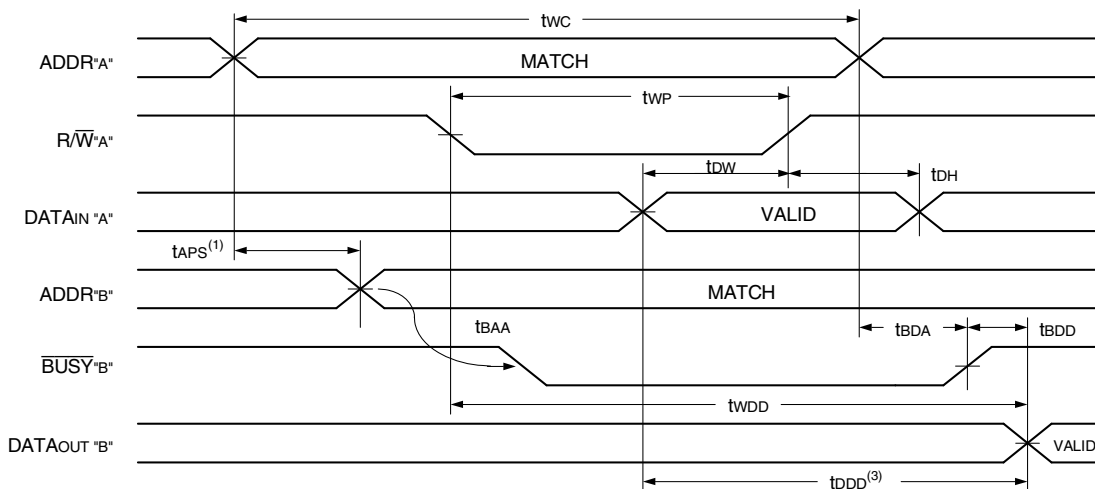 tWC
ADDR"A" MATCH
tWP
R/W̅"A"
tDW tDH
DATAIN "A" VALID
tAPS(1)
ADDR"B" MATCH
tBAA tBDA tBDD
B̅U̅S̅Y̅"B"
tWDD
DATAOUT "B" VALID
tDDD(3)